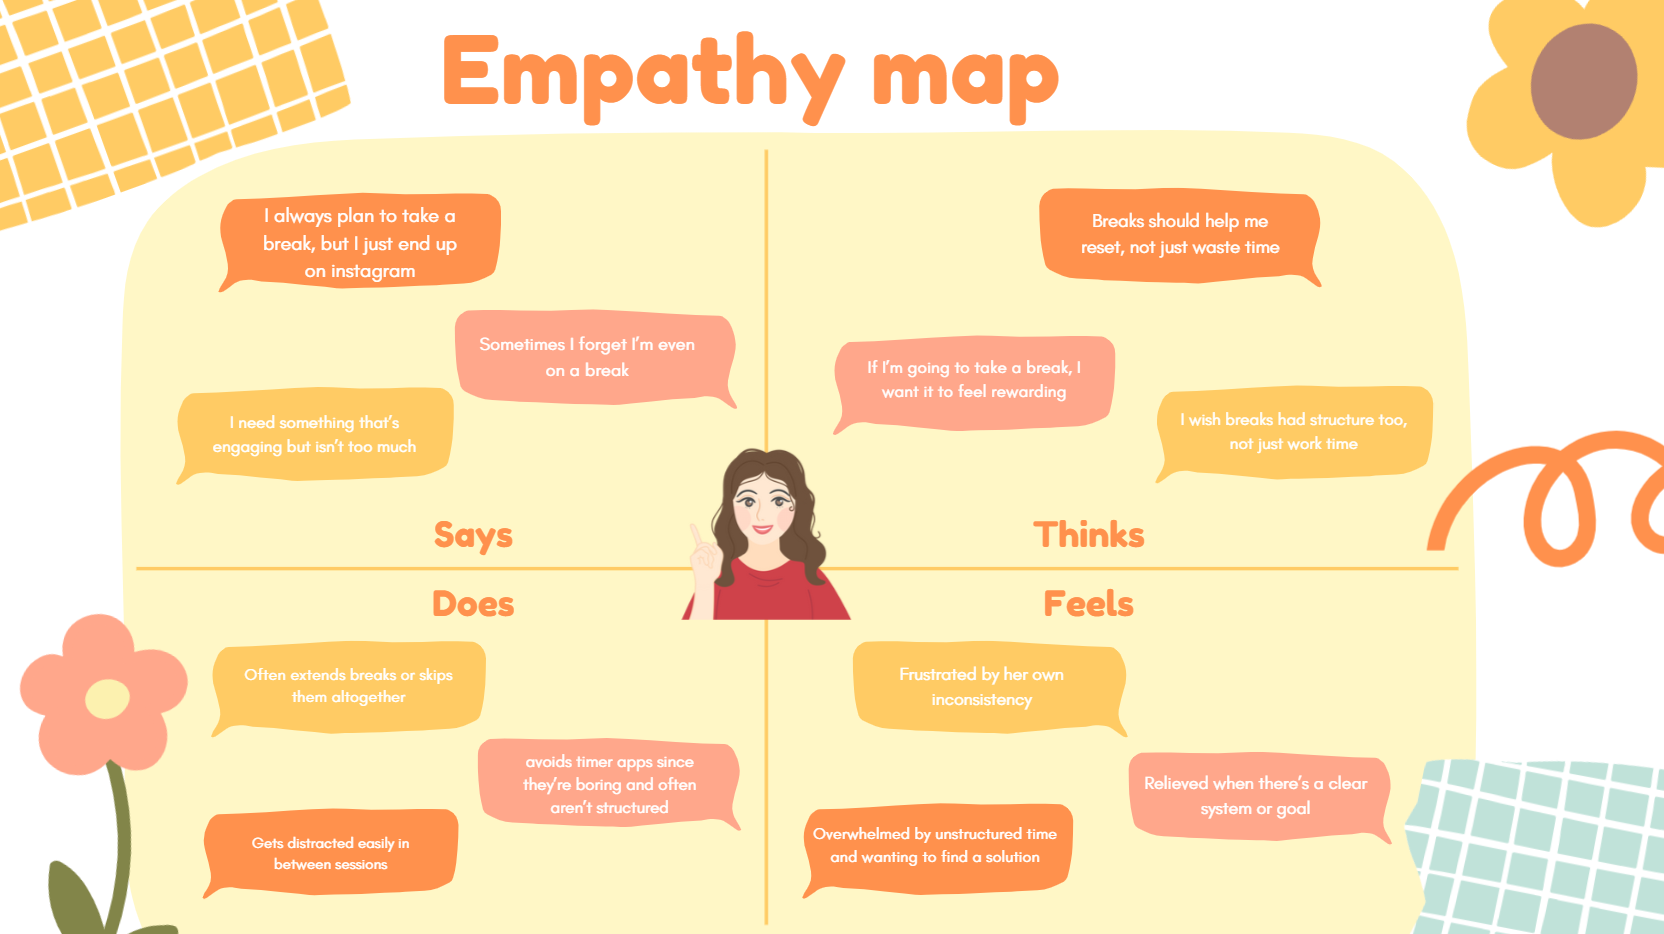 Empathy map
I always plan to take a
break, but I just end up
on instagram
Sometimes I forget I'm even
on a break
I need something that's
engaging but isn't too much
Says
Breaks should help me
reset, not just waste time
If I'm going to take a break, I
want it to feel rewarding
I wish breaks had structure too,
not just work time
Thinks
Does
Often extends breaks or skips
them altogether
avoids timer apps since
they're boring and often
aren't structured
Gets distracted easily in
between sessions
Feels
Frustrated by her own
inconsistency
Relieved when there's a clear
system or goal
Overwhelmed by unstructured time
and wanting to find a solution